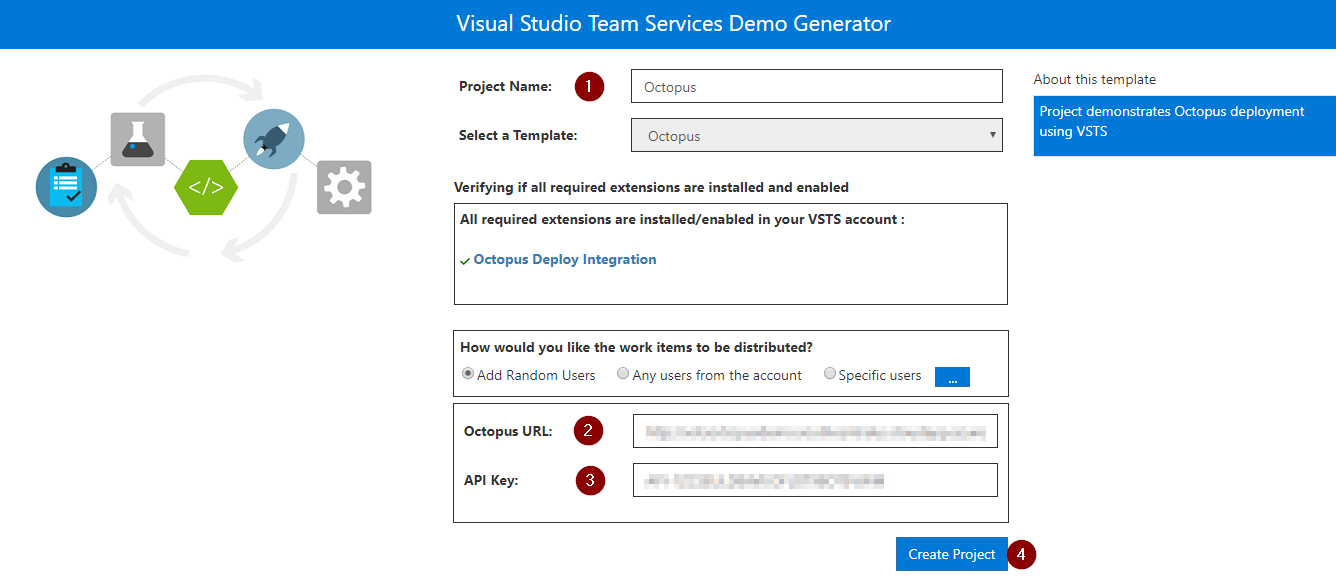 Visual Studio Team Services Demo Generator
Project Name: 1 Octopus
Select a Template: Octopus
About this template
Project demonstrates Octopus deployment
using VSTS
</>
Verifying if all required extensions are installed and enabled
All required extensions are installed/enabled in your VSTS account :
Octopus Deploy Integration
How would you like the work items to be distributed?
Add Random Users Any users from the account Specific users ...
Octopus URL: 2
API Key: 3
Create Project 4